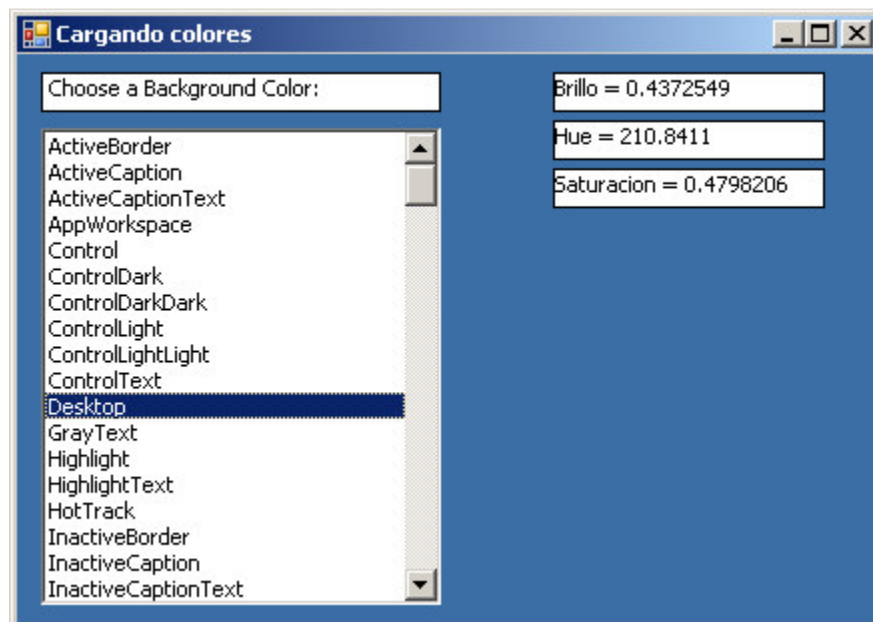 Cargando colores
Choose a Background Color:
ActiveBorder
ActiveCaption
ActiveCaptionText
AppWorkspace
Control
ControlDark
ControlDarkDark
ControlLight
ControlLightLight
ControlText
Desktop
GrayText
Highlight
HighlightText
HotTrack
InactiveBorder
InactiveCaption
InactiveCaptionText
Brillo = 0.4372549
Hue = 210.8411
Saturacion = 0.4798206